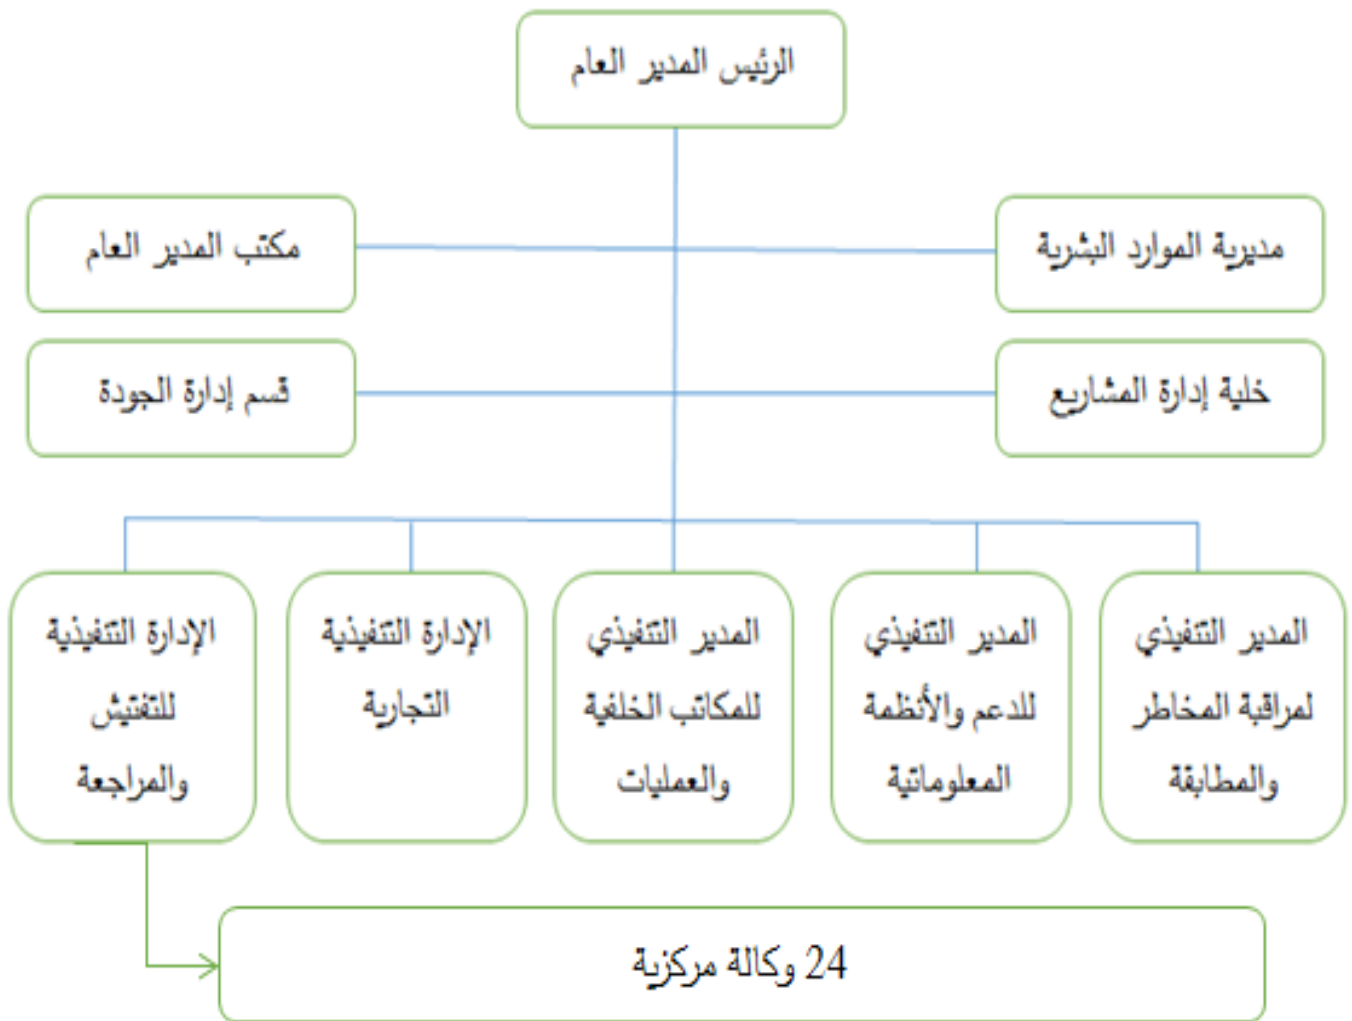 الرئيس المدير العام
مديرية الموارد البشرية
مكتب المدير العام
خلية إدارة المشاريع
قسم إدارة الجودة
المدير التنفيذي
لمراقبة المخاطر
والمطابقة
المدير التنفيذي
للدعم والأنظمة
المعلوماتية
المدير التنفيذي
للمكاتب الخلفية
والعمليات
الإدارة التنفيذية
التجارية
الإدارة التنفيذية
للتفتيش
والمراجعة
24 وكالة مركزية